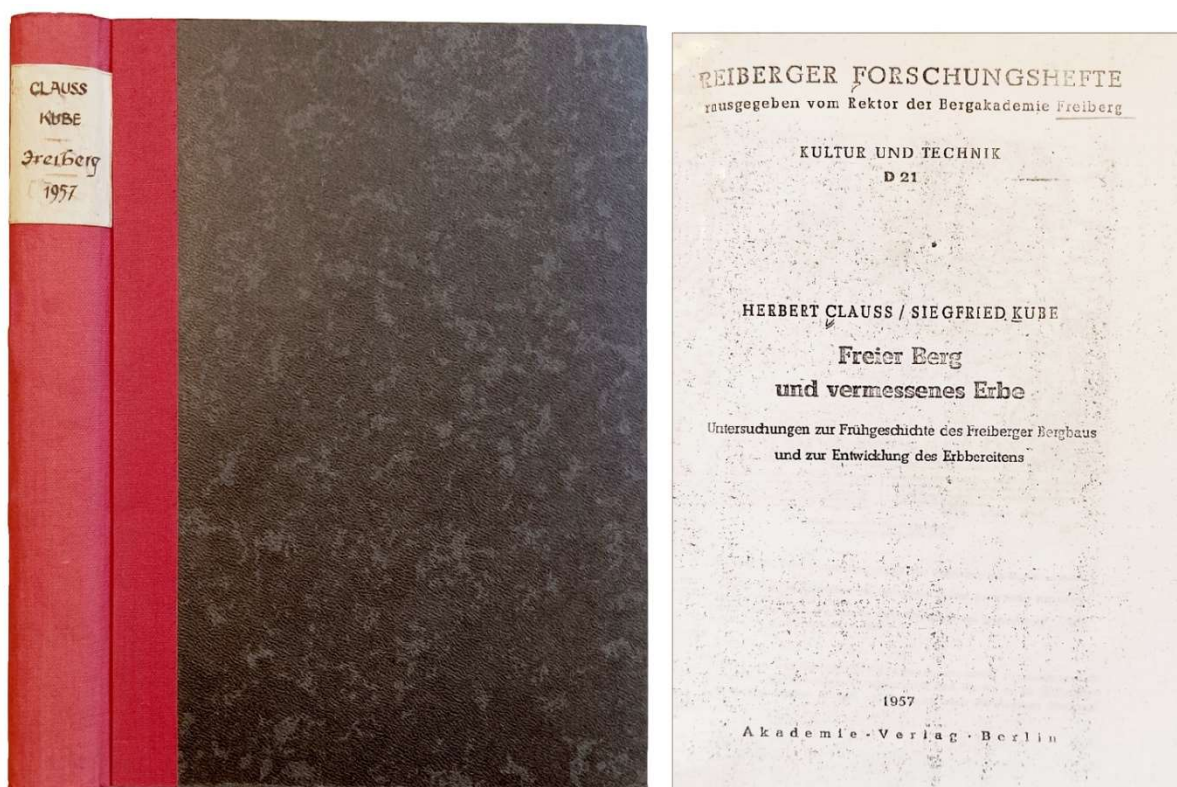 CLAUSS
KUBE
Freiberg
1957
REIBERGER FORSCHUNGSHEFTE
rausgegeben vom Rektor der Bergakademie Freiberg
KULTUR UND TECHNIK
D 21
HERBERT CLAUSS / SIEGFRIED KUBE
Freier Berg
und vermessenes Erbe
Untersuchungen zur Frühgeschichte des Freiberger Bergbaus
und zur Entwicklung des Erbbereitens
1957
Akademie-Verlag·Berlin